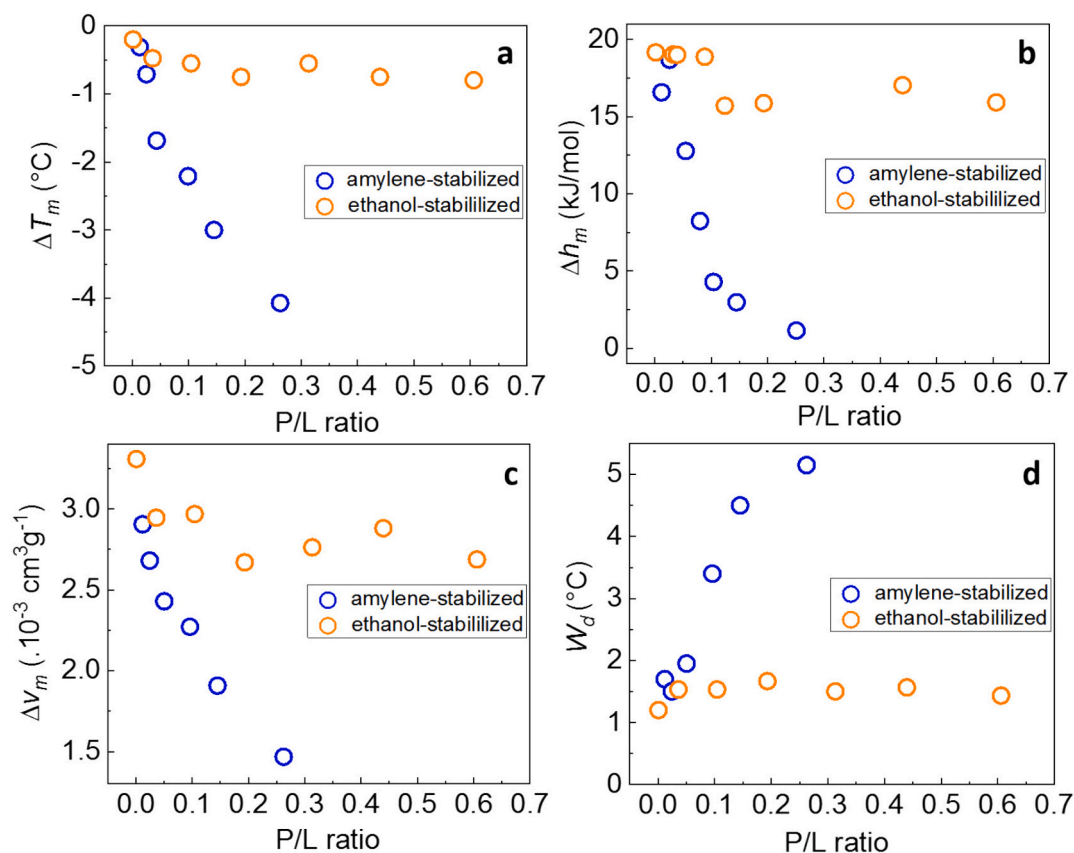 a
0
-1
-2
-3
-4
-5
ΔT_m (°C)
amylene-stabilized
ethanol-stabililized
0.0 0.1 0.2 0.3 0.4 0.5 0.6 0.7
P/L ratio
b
20
15
10
5
0
Δh_m (kJ/mol)
amylene-stabilized
ethanol-stabililized
0.0 0.1 0.2 0.3 0.4 0.5 0.6 0.7
P/L ratio
c
3.0
2.5
2.0
1.5
Δv_m (.10⁻³ cm³g⁻¹)
amylene-stabilized
ethanol-stabililized
0.0 0.1 0.2 0.3 0.4 0.5 0.6 0.7
P/L ratio
d
5
4
3
2
1
0
W_d (°C)
amylene-stabilized
ethanol-stabililized
0.0 0.1 0.2 0.3 0.4 0.5 0.6 0.7
P/L ratio